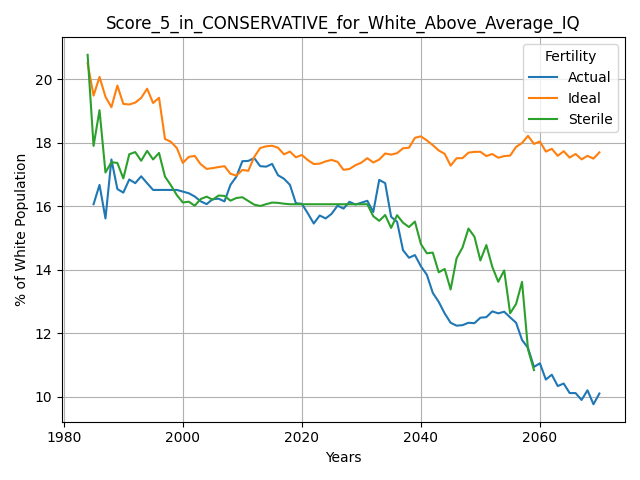 Score_5_in_CONSERVATIVE_for_White_Above_Average_IQ
Fertility
Actual
Ideal
Sterile
% of White Population
20
18
16
14
12
10
1980
2000
2020
2040
2060
Years